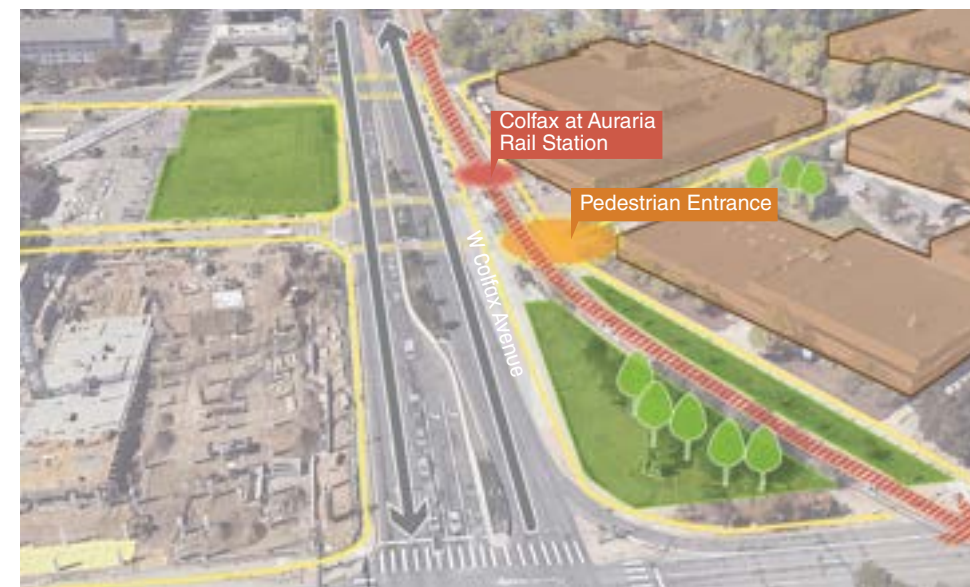 Colfax at Auraria
Rail Station
Pedestrian Entrance
W Colfax Avenue